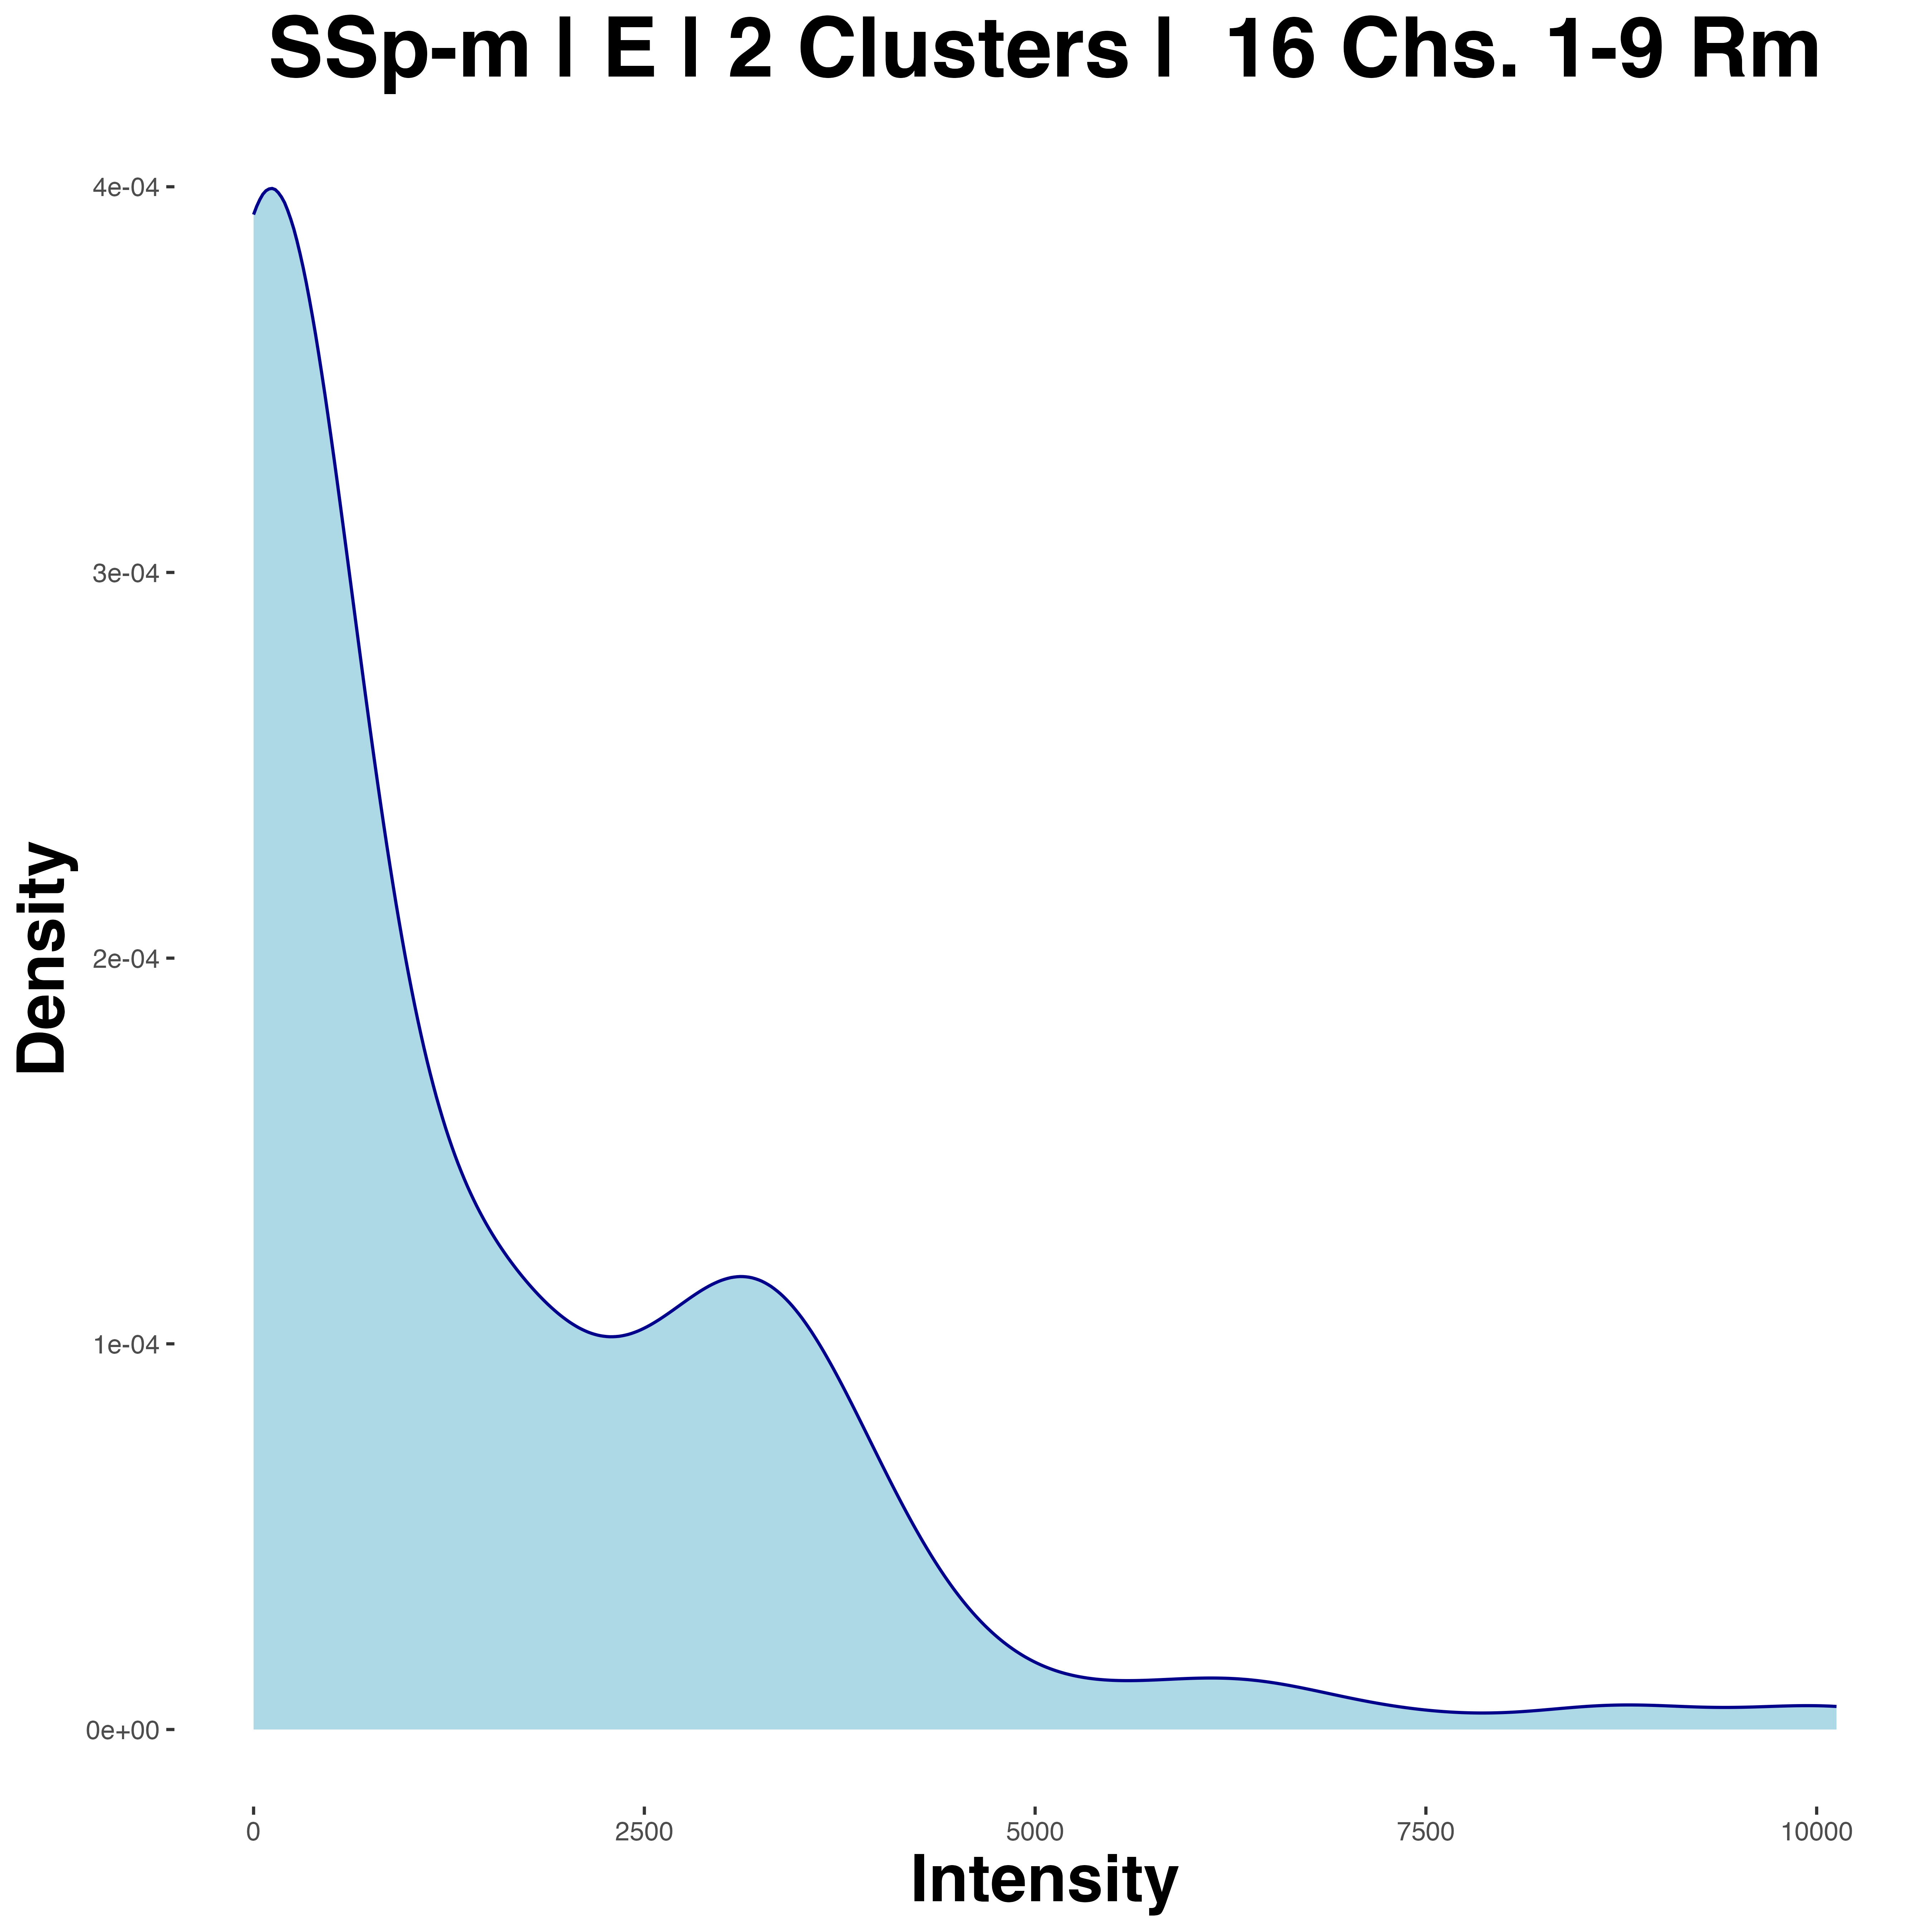 SSp-m | E | 2 Clusters |  16 Chs. 1-9 Rm
4e-04
3e-04
2e-04
1e-04
0e+00
Density
0 2500 5000 7500 10000
Intensity